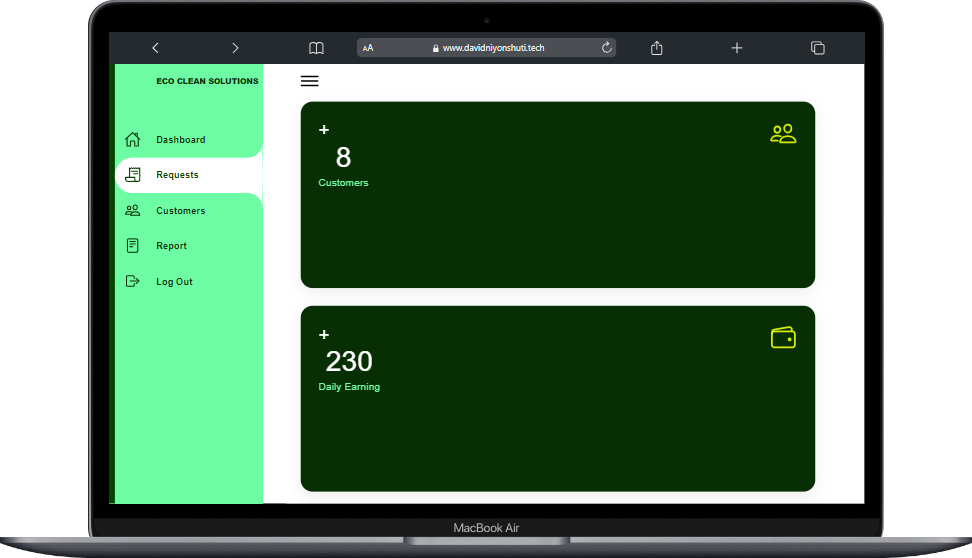 AA www.davidniyonshuti.tech
ECO CLEAN SOLUTIONS
Dashboard
Requests
Customers
Report
Log Out
+
8
Customers
+
230
Daily Earning
MacBook Air